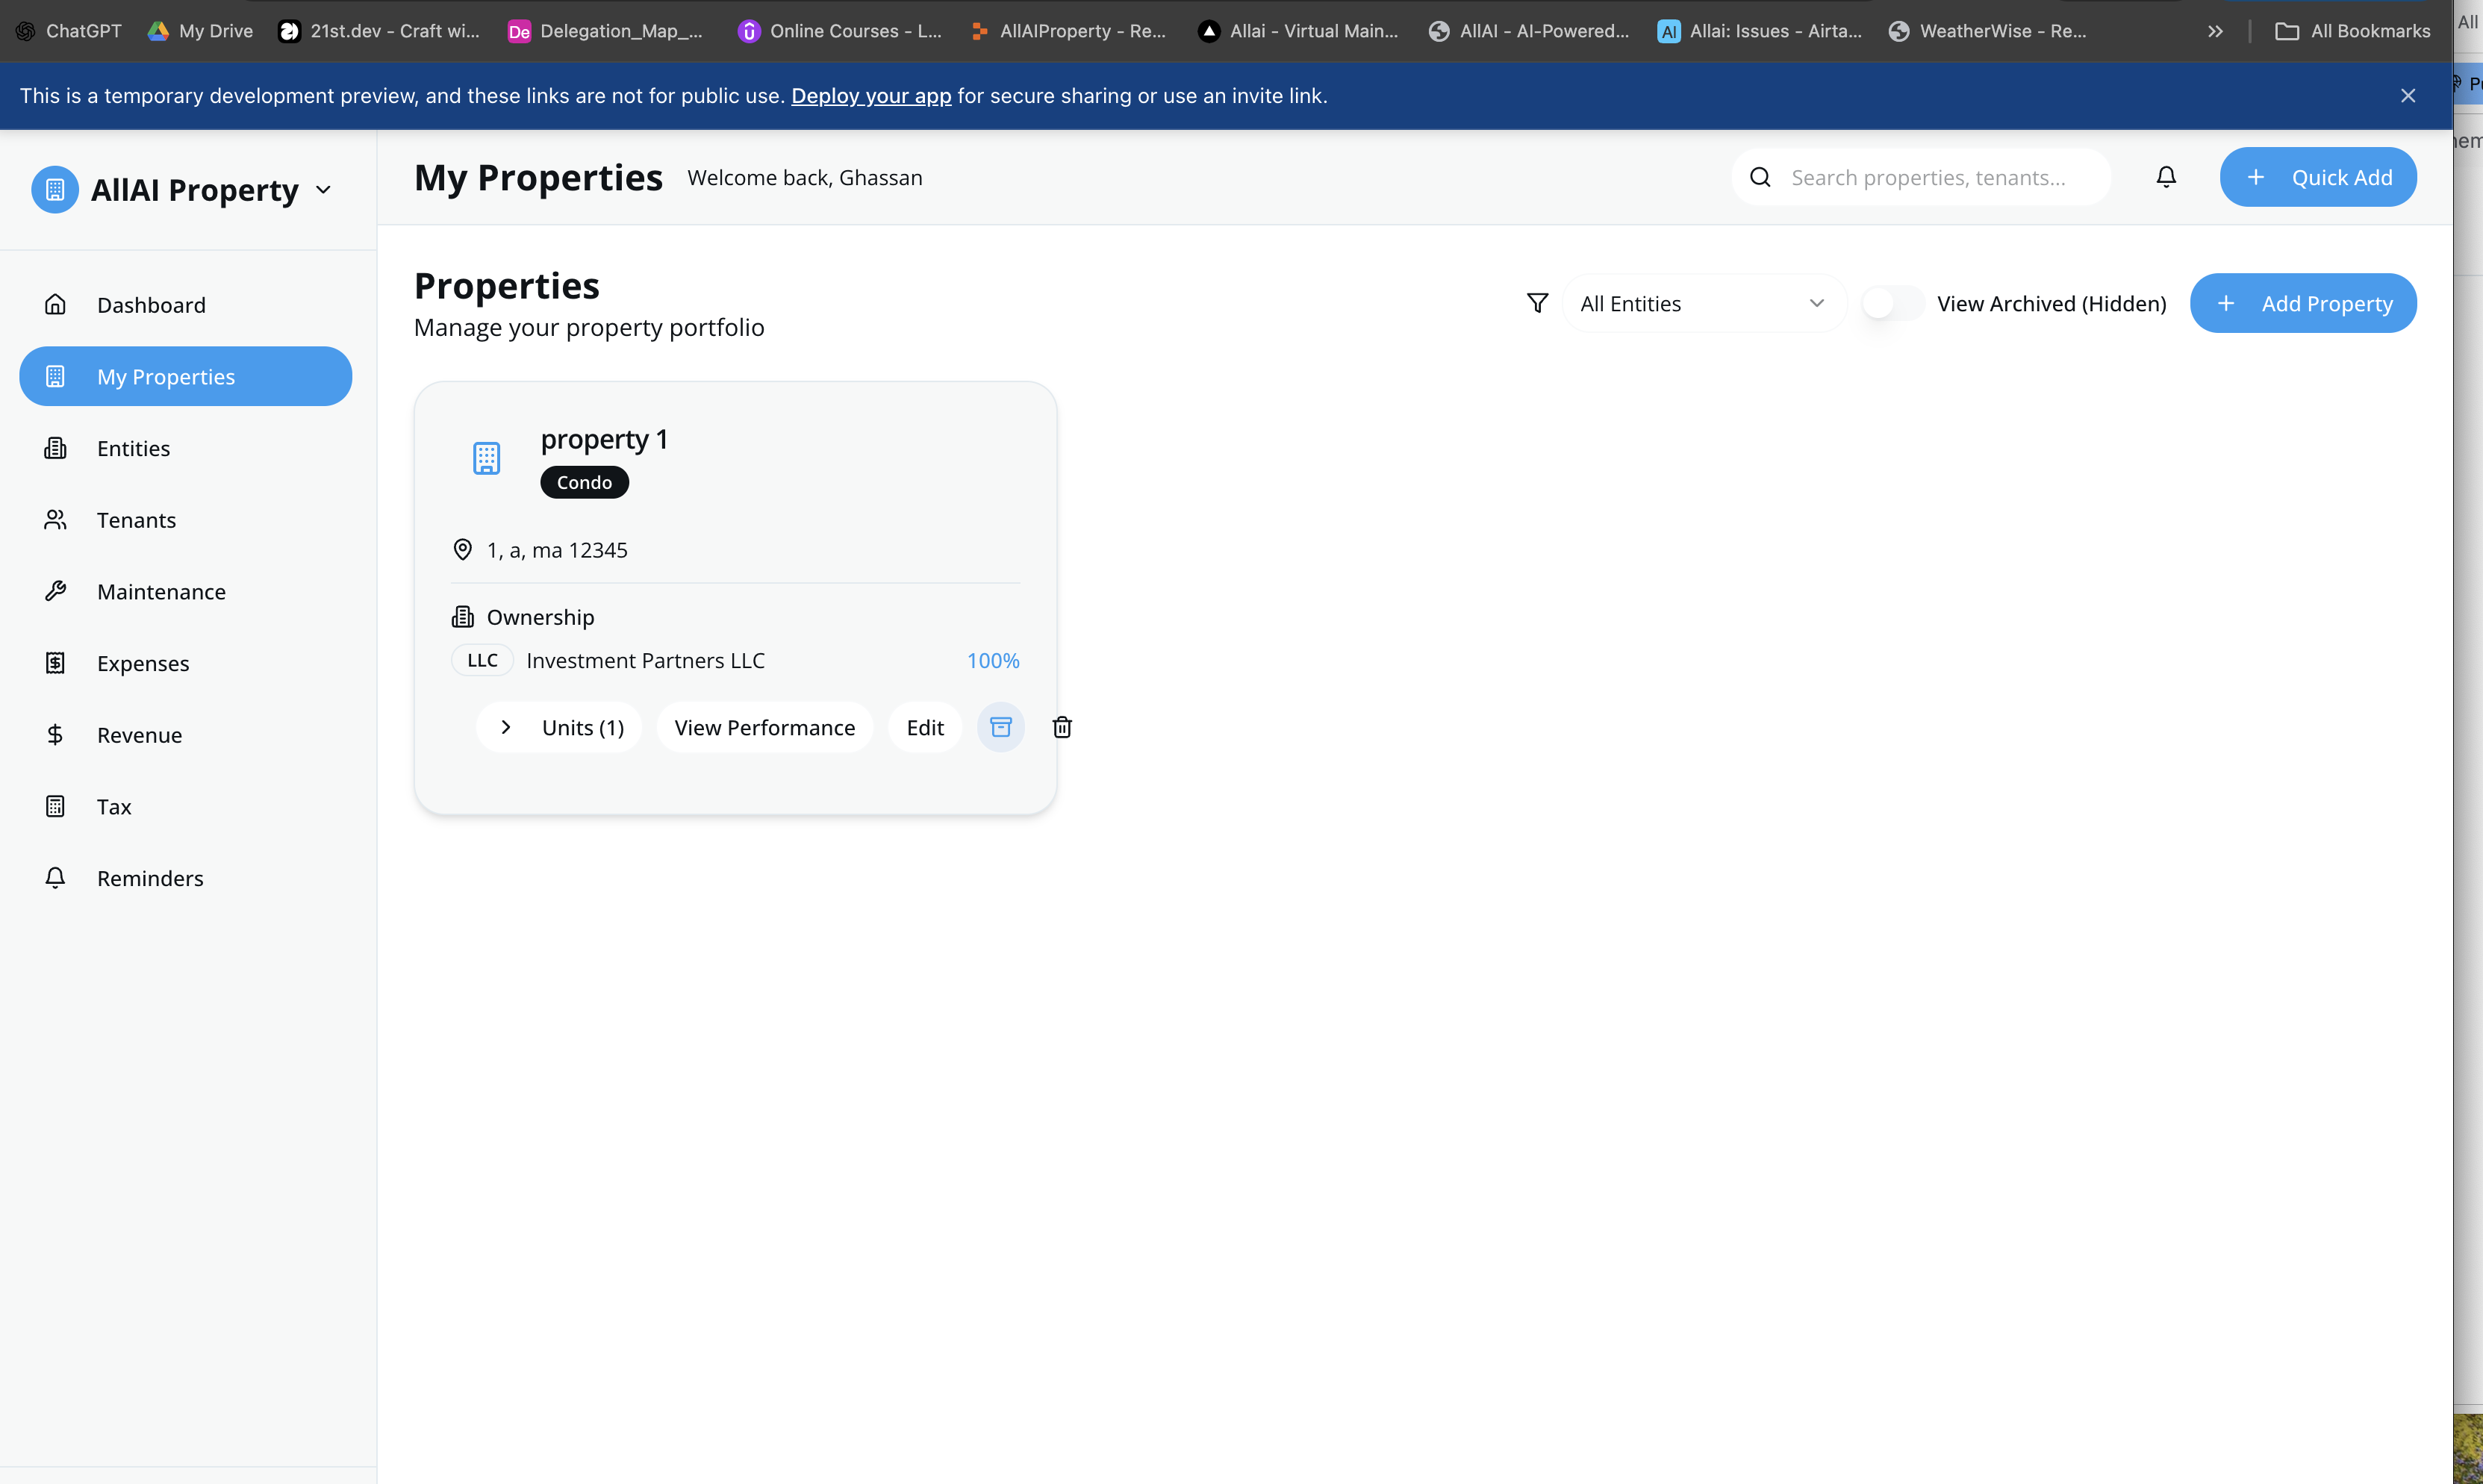 ChatGPT My Drive 21st.dev - Craft wi... De Delegation_Map_... Online Courses - L... AllAIProperty - Re... Allai - Virtual Main... AllAI - AI-Powered... AI Allai: Issues - Airta... WeatherWise - Re... » All Bookmarks
All
This is a temporary development preview, and these links are not for public use. Deploy your app for secure sharing or use an invite link.
AllAI Property
My Properties Welcome back, Ghassan Search properties, tenants... + Quick Add
Dashboard
My Properties
Entities
Tenants
Maintenance
Expenses
Revenue
Tax
Reminders
Properties
Manage your property portfolio
All Entities View Archived (Hidden) + Add Property
property 1
Condo
1, a, ma 12345
Ownership
LLC Investment Partners LLC 100%
Units (1) View Performance Edit